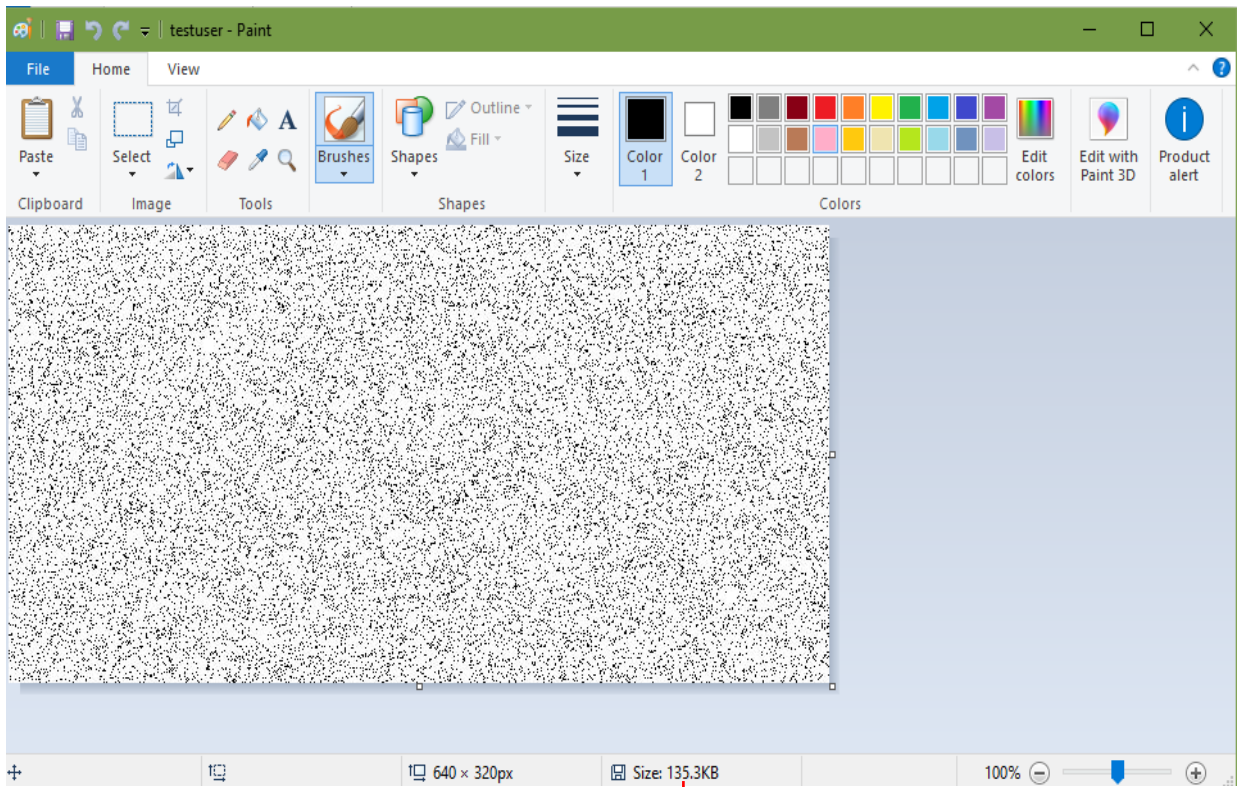 testuser - Paint
File Home View
Outline
A
Fill
Paste Select Brushes Shapes Size Color Color Edit Edit with Product
1 2 colors Paint 3D alert
Clipboard Image Tools Shapes Colors
640 × 320px Size: 135.3KB 100%